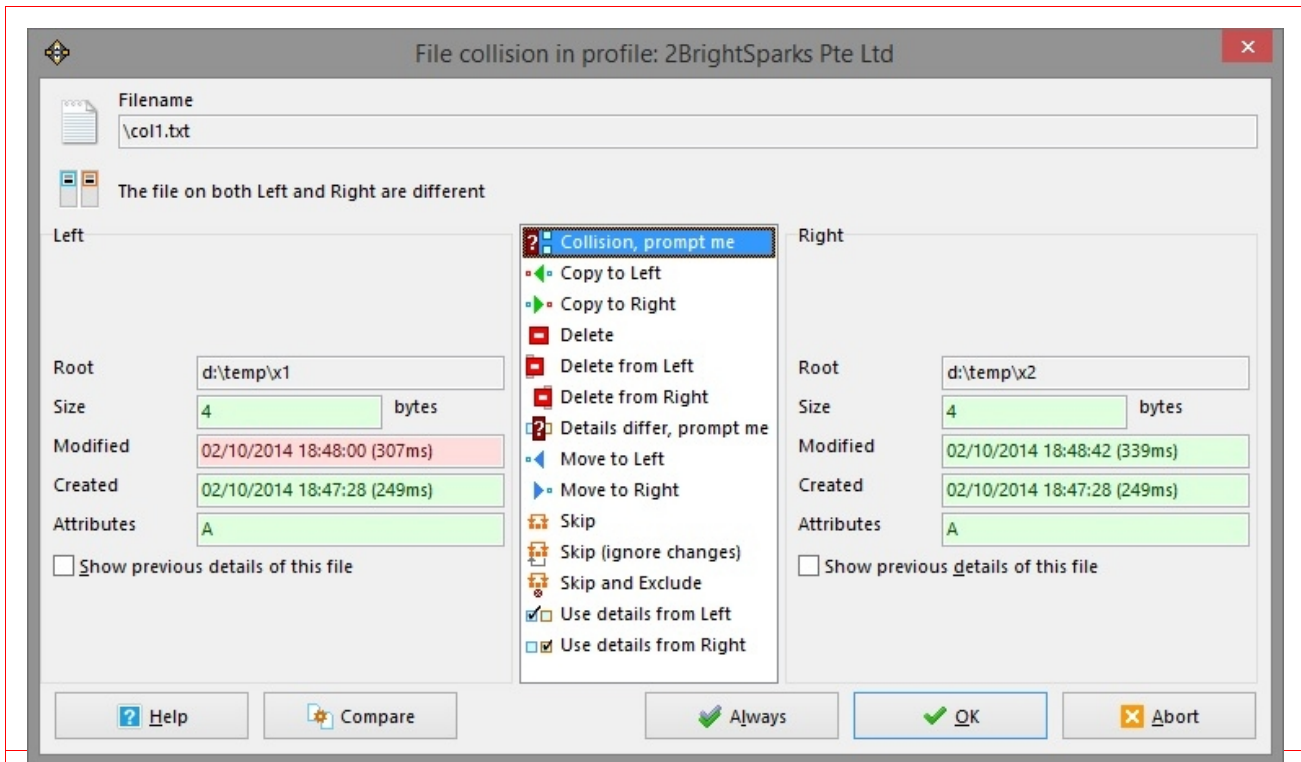 File collision in profile: 2BrightSparks Pte Ltd
Filename
\col1.txt
The file on both Left and Right are different
Left
Root
d:\temp\x1
Size
4
bytes
Modified
02/10/2014 18:48:00 (307ms)
Created
02/10/2014 18:47:28 (249ms)
Attributes
A
Show previous details of this file
Collision, prompt me
Copy to Left
Copy to Right
Delete
Delete from Left
Delete from Right
Details differ, prompt me
Move to Left
Move to Right
Skip
Skip (ignore changes)
Skip and Exclude
Use details from Left
Use details from Right
Right
Root
d:\temp\x2
Size
4
bytes
Modified
02/10/2014 18:48:42 (339ms)
Created
02/10/2014 18:47:28 (249ms)
Attributes
A
Show previous details of this file
Help
Compare
Always
OK
Abort